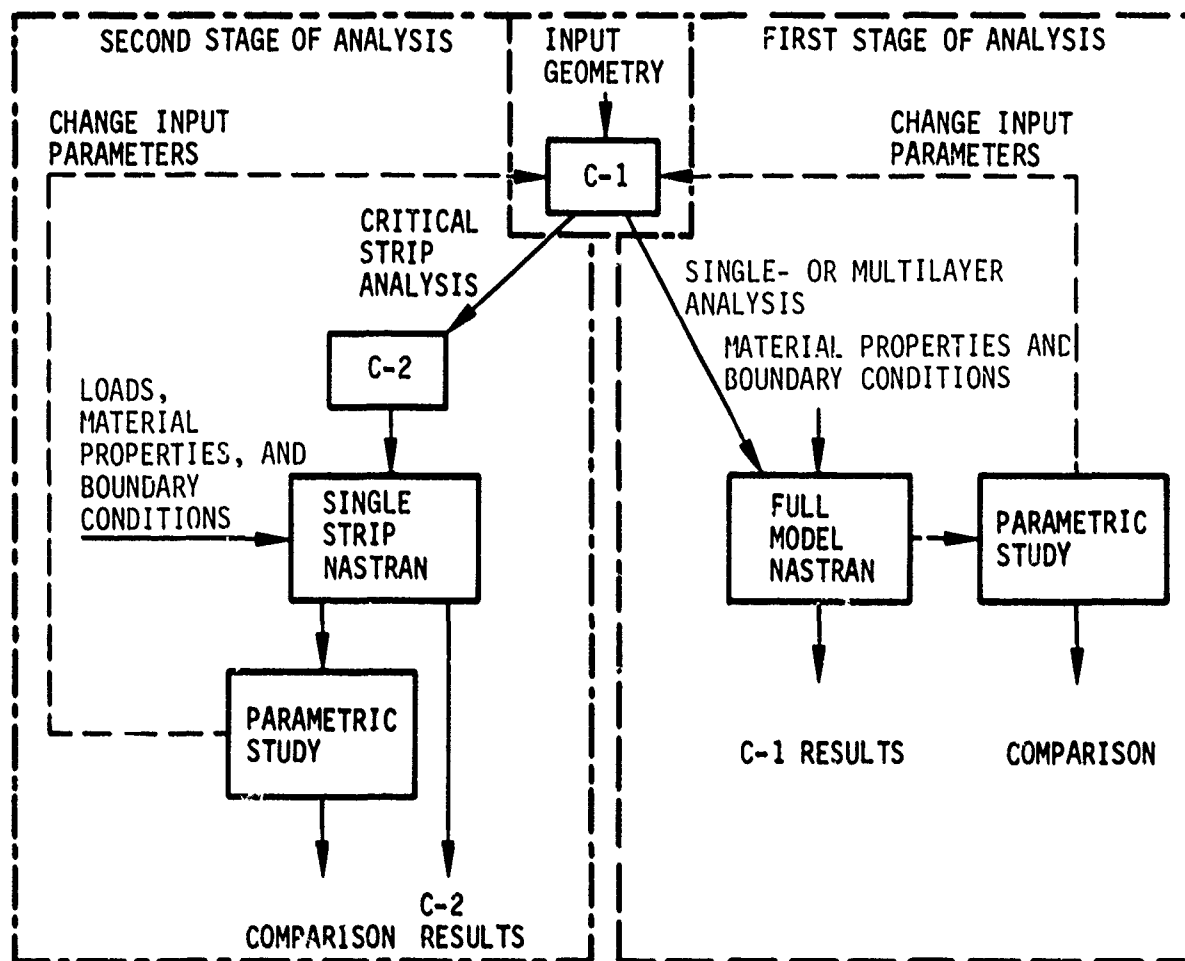 SECOND STAGE OF ANALYSIS
INPUT
GEOMETRY
FIRST STAGE OF ANALYSIS
CHANGE INPUT
PARAMETERS
CHANGE INPUT
PARAMETERS
C-1
CRITICAL
STRIP
ANALYSIS
SINGLE- OR MULTILAYER
ANALYSIS
MATERIAL PROPERTIES AND
BOUNDARY CONDITIONS
C-2
LOADS,
MATERIAL
PROPERTIES, AND
BOUNDARY
CONDITIONS
SINGLE
STRIP
NASTRAN
FULL
MODEL
NASTRAN
PARAMETRIC
STUDY
PARAMETRIC
STUDY
C-1 RESULTS
COMPARISON
COMPARISON
C-2
RESULTS